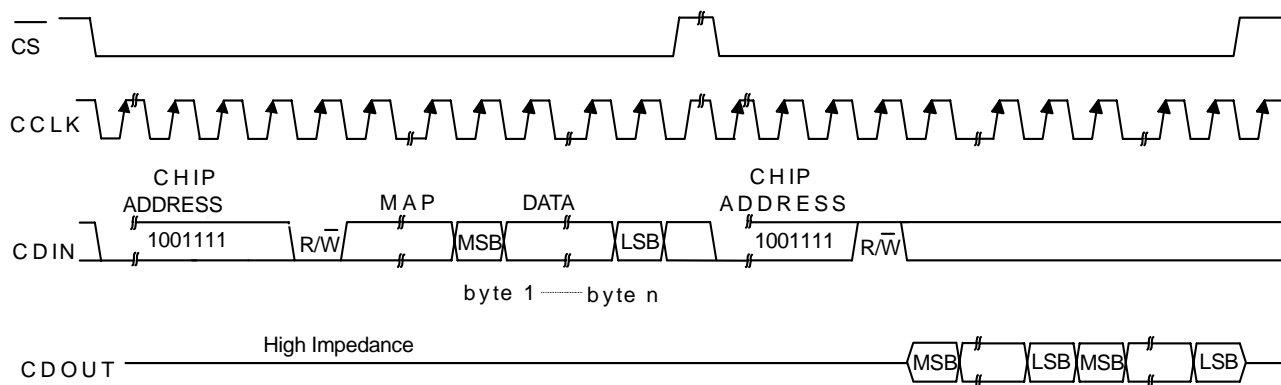 CS
CCLK
CHIP
ADDRESS
MAP
DATA
CHIP
ADDRESS
CDIN
1001111
R/W
MSB
LSB
1001111
R/W
byte 1 byte n
High Impedance
CDOUT
MSB
LSB
MSB
LSB